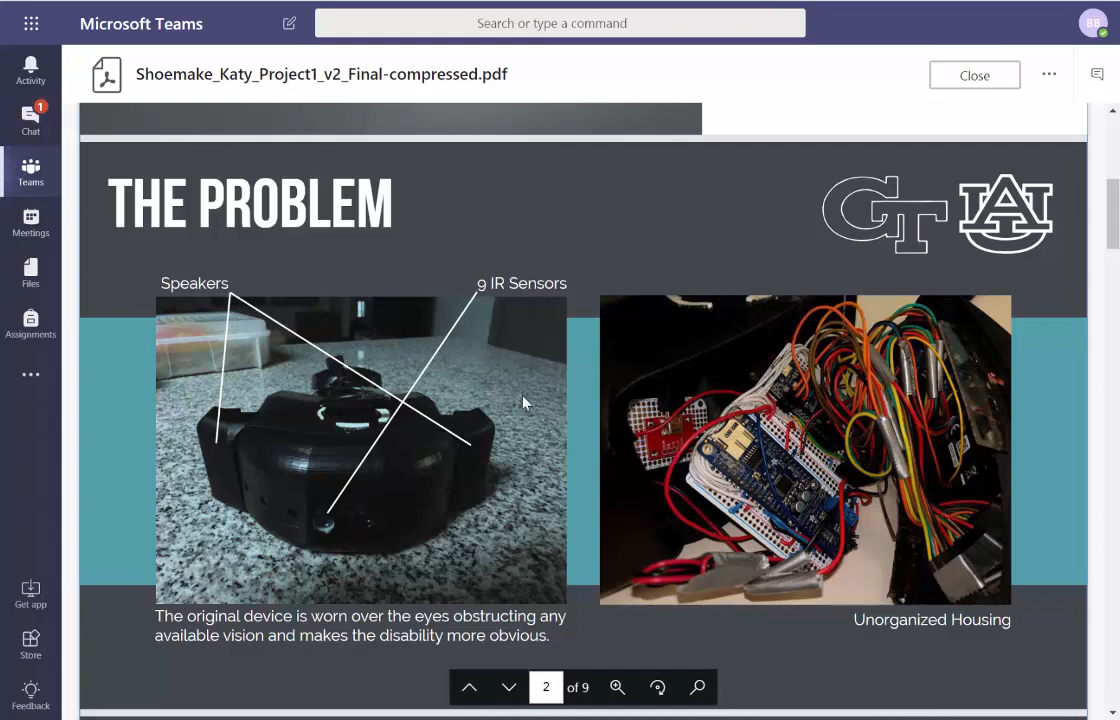 Microsoft Teams
Search or type a command
BB
Activity
Shoemake_Katy_Project1_v2_Final-compressed.pdf
Close
1
Chat
Teams
Meetings
Files
Assignments
Get app
Store
Feedback
THE PROBLEM
GT
AU
Speakers
9 IR Sensors
The original device is worn over the eyes obstructing any
available vision and makes the disability more obvious.
Unorganized Housing
2 of 9